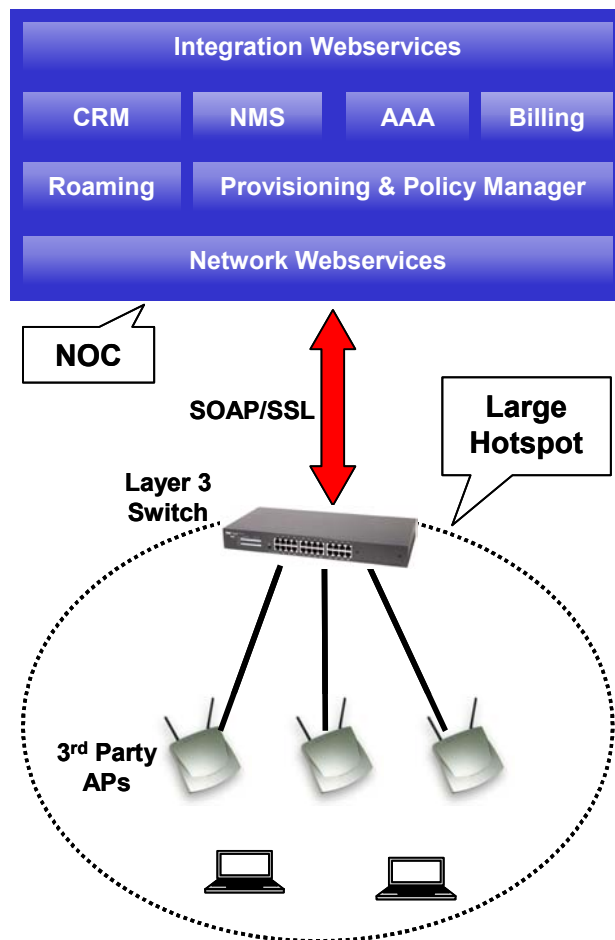 Integration Webservices
CRM NMS AAA Billing
Roaming Provisioning & Policy Manager
Network Webservices
NOC
SOAP/SSL
Large
Hotspot
Layer 3
Switch
3rd Party
APs